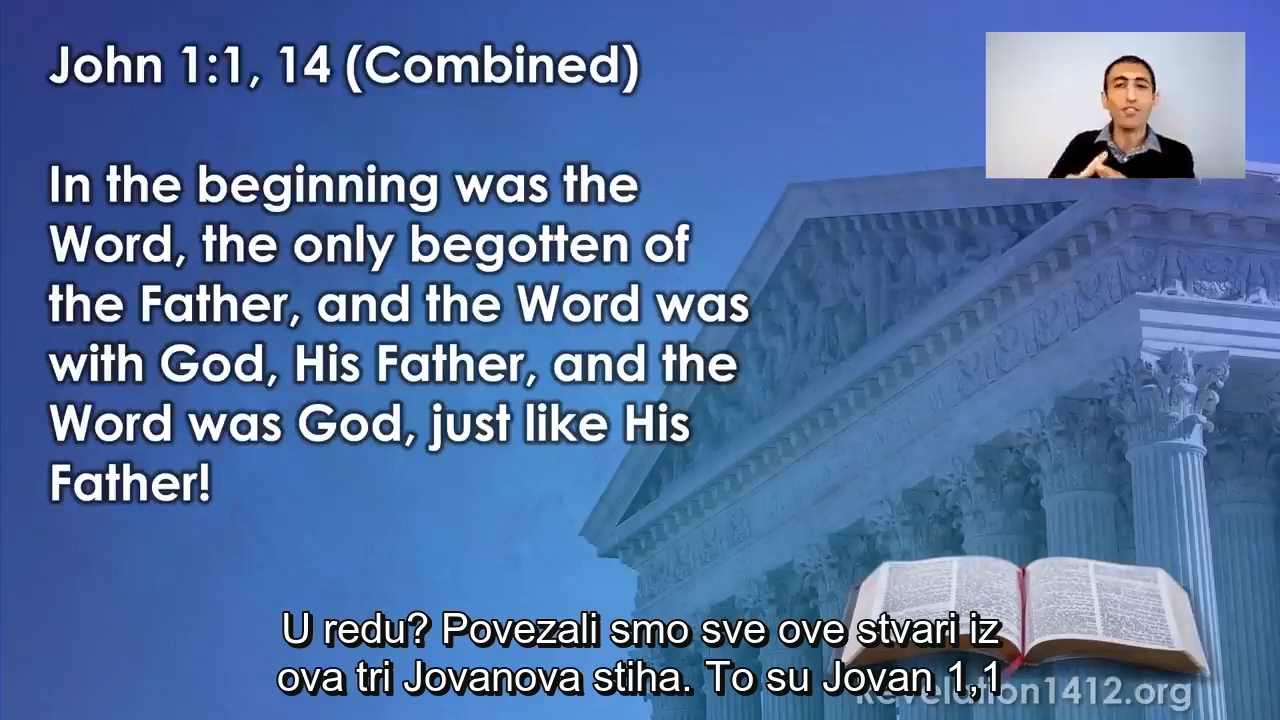 John 1:1, 14 (Combined)
In the beginning was the
Word, the only begotten of
the Father, and the Word was
with God, His Father, and the
Word was God, just like His
Father!
U redu? Povezali smo sve ove stvari iz
ova tri Jovanova stiha. To su Jovan 1,1
Revelation1412.org